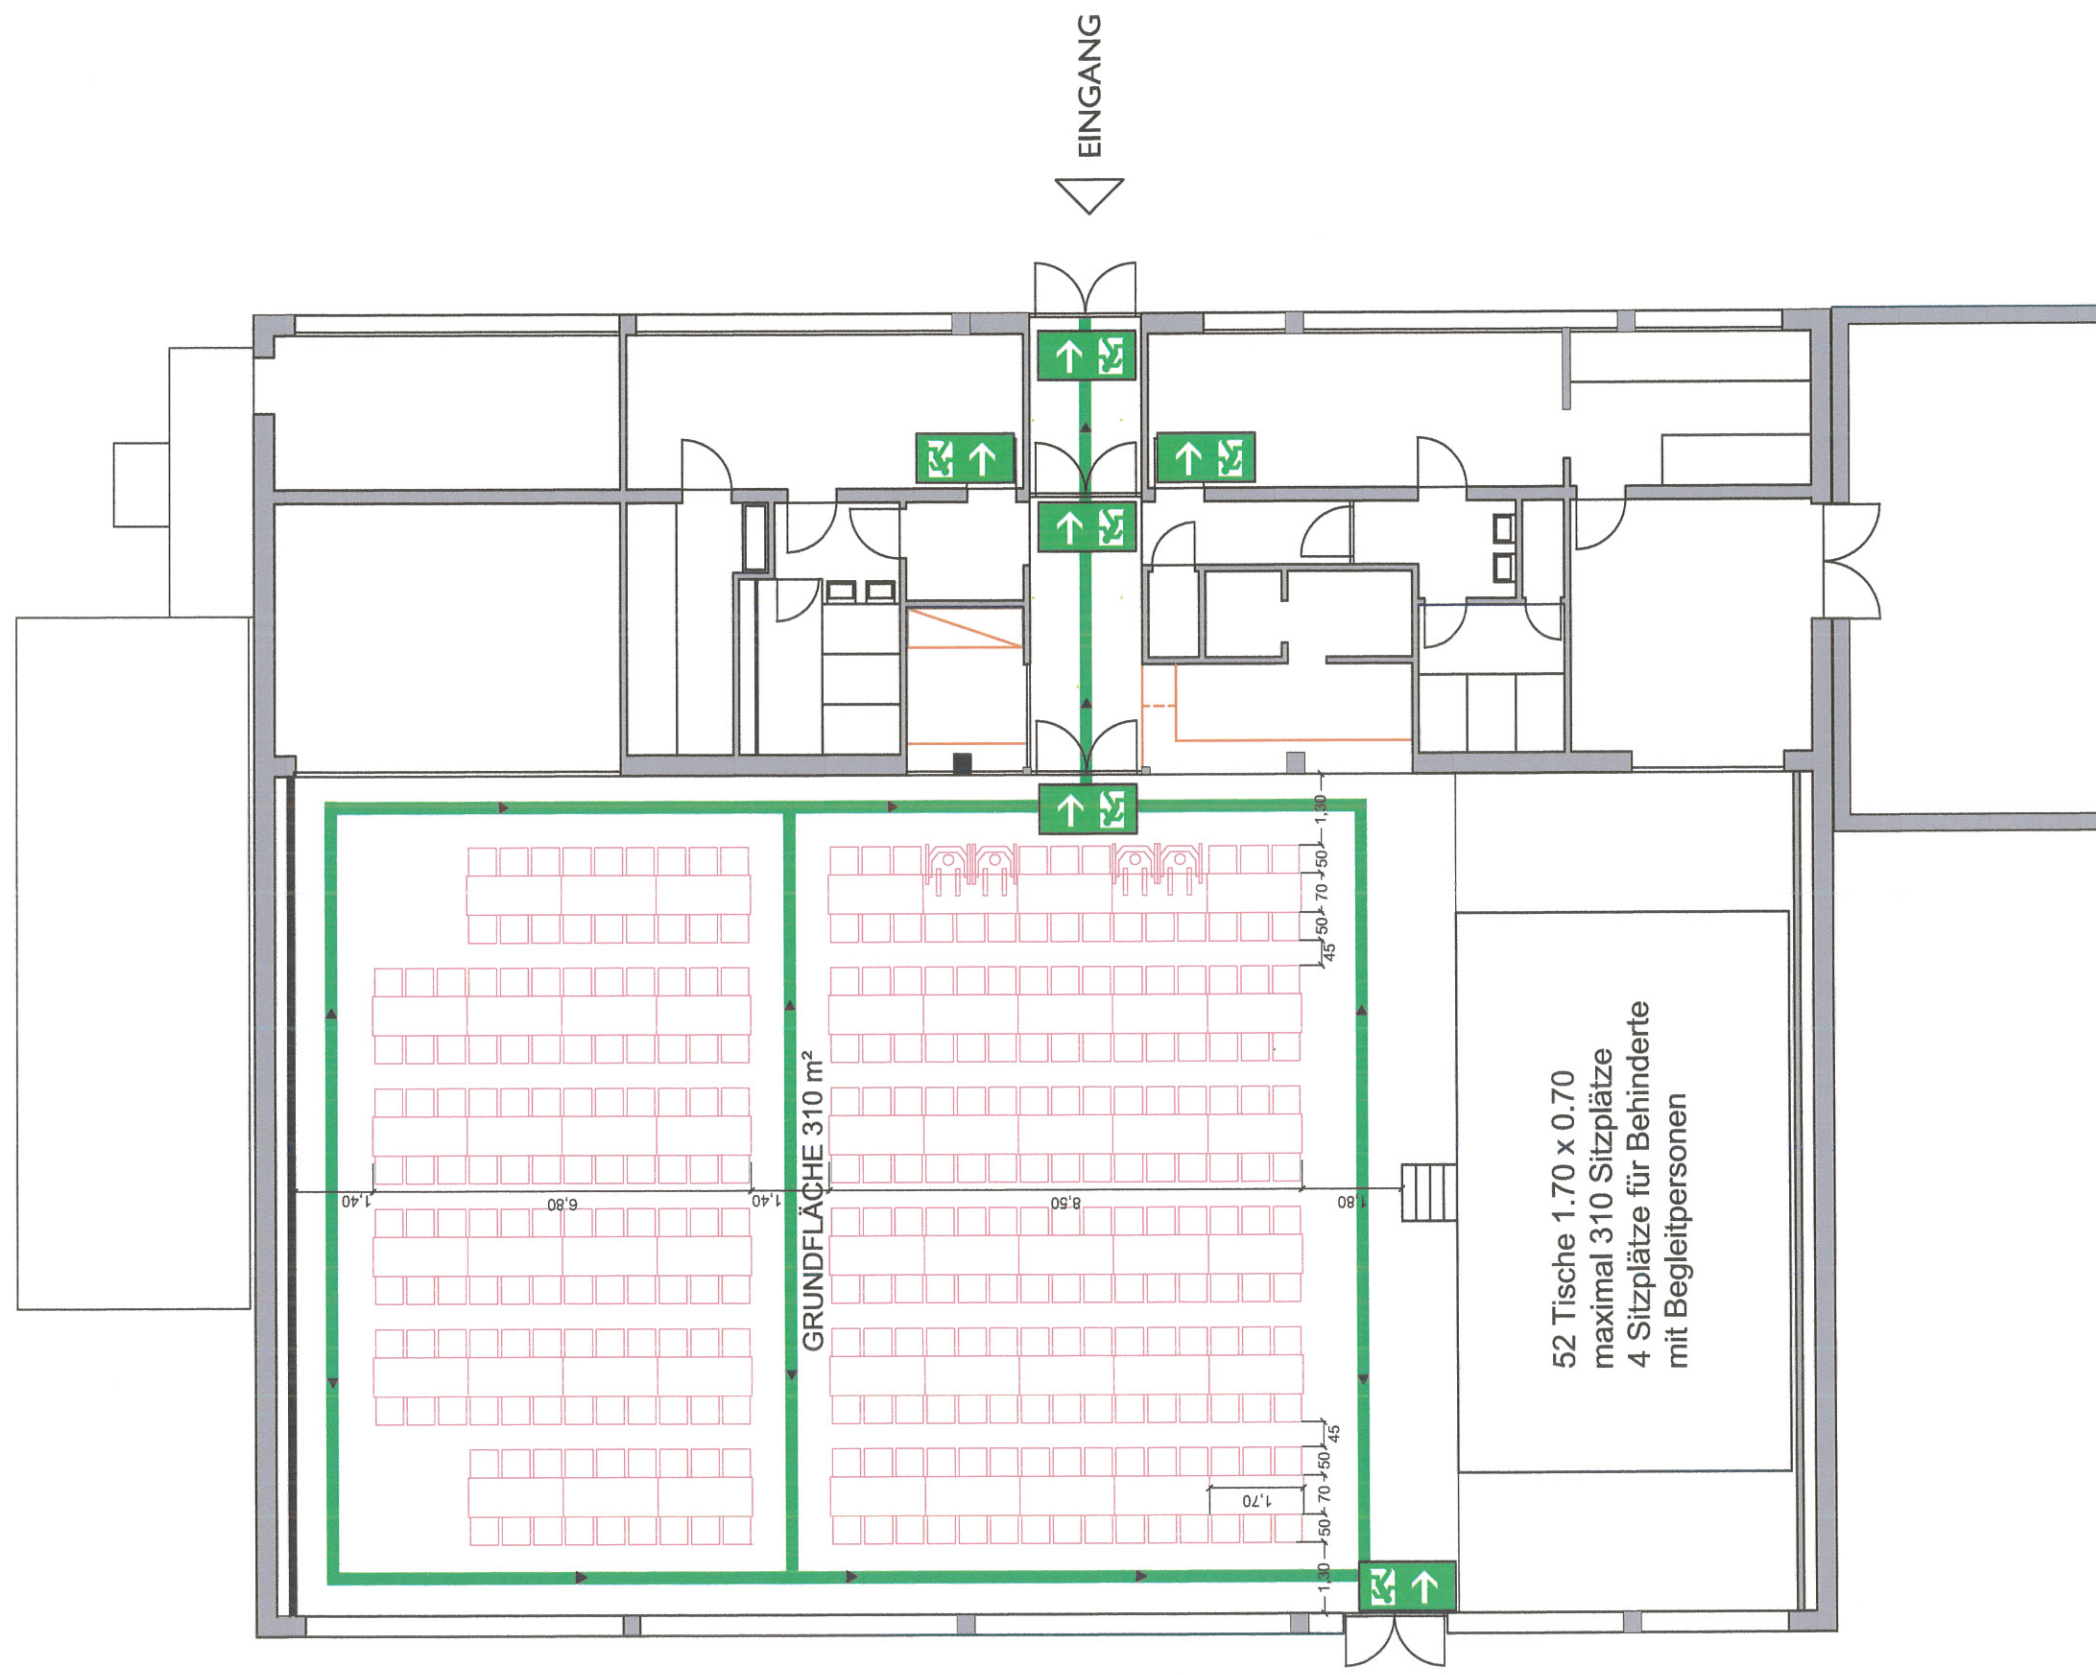 EINGANG
1,30
50
70
50
45
GRUNDFLÄCHE 310 m²
1,40
6,80
1,40
8,50
1,80
52 Tische 1.70 x 0.70
maximal 310 Sitzplätze
4 Sitzplätze für Behinderte
mit Begleitpersonen
45
50
70
50
1,30
1,70